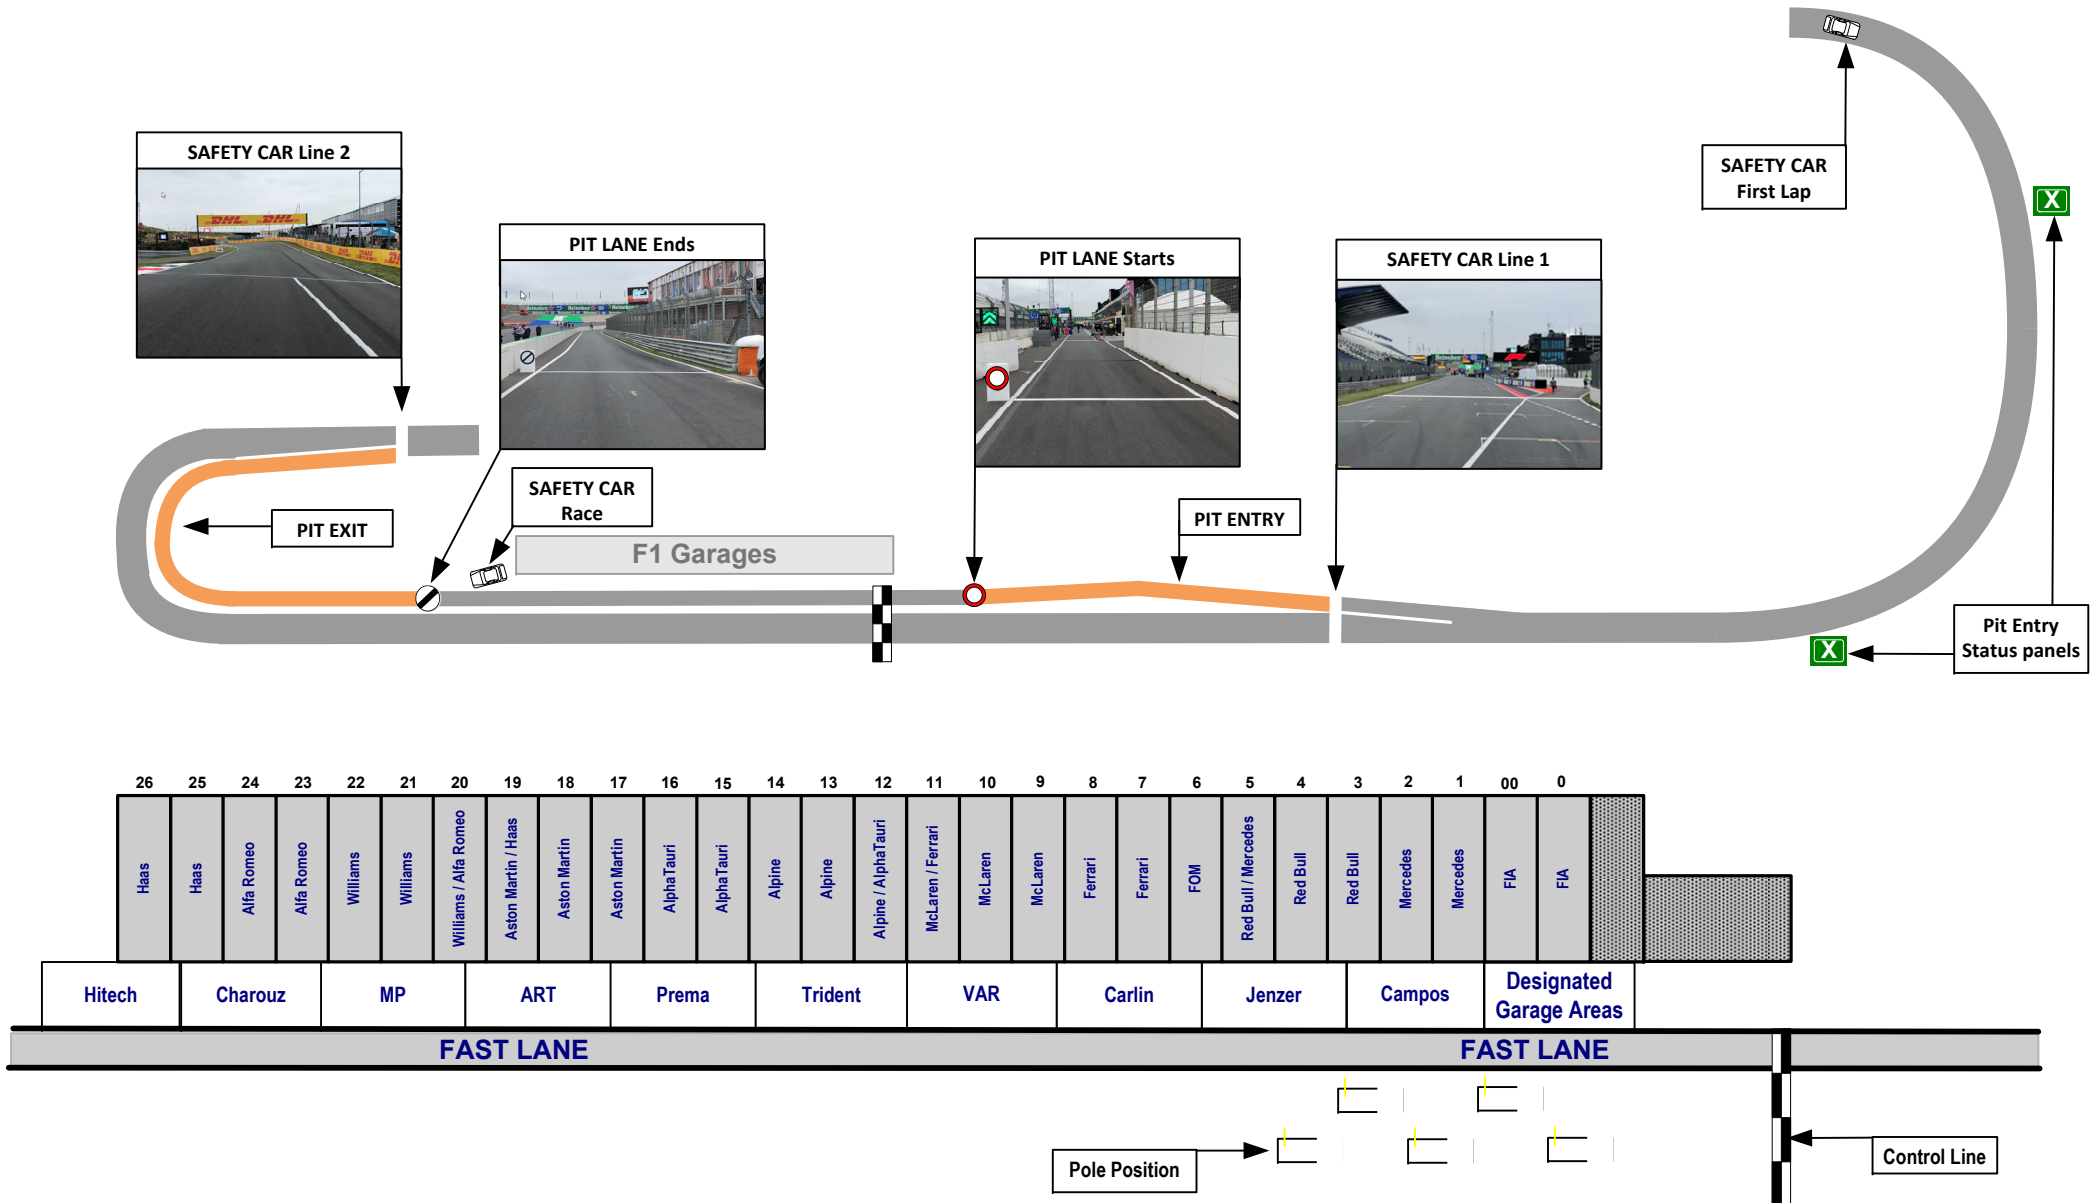 SAFETY CAR Line 2
DHL DHL
DHL
PIT LANE Ends
Heineken
PIT LANE Starts
SAFETY CAR Line 1
Heineken
SAFETY CAR
First Lap
X
SAFETY CAR
Race
PIT EXIT
F1 Garages
PIT ENTRY
X
Pit Entry
Status panels
26 25 24 23 22 21 20 19 18 17 16 15 14 13 12 11 10 9 8 7 6 5 4 3 2 1 00 0
Haas
Haas
Alfa Romeo
Alfa Romeo
Williams
Williams
Williams / Alfa Romeo
Aston Martin / Haas
Aston Martin
Aston Martin
AlphaTauri
AlphaTauri
Alpine
Alpine
Alpine / AlphaTauri
McLaren / Ferrari
McLaren
McLaren
Ferrari
Ferrari
FOM
Red Bull / Mercedes
Red Bull
Red Bull
Mercedes
Mercedes
FIA
FIA
Hitech Charouz MP ART Prema Trident VAR Carlin Jenzer Campos
Designated
Garage Areas
FAST LANE FAST LANE
Pole Position
Control Line